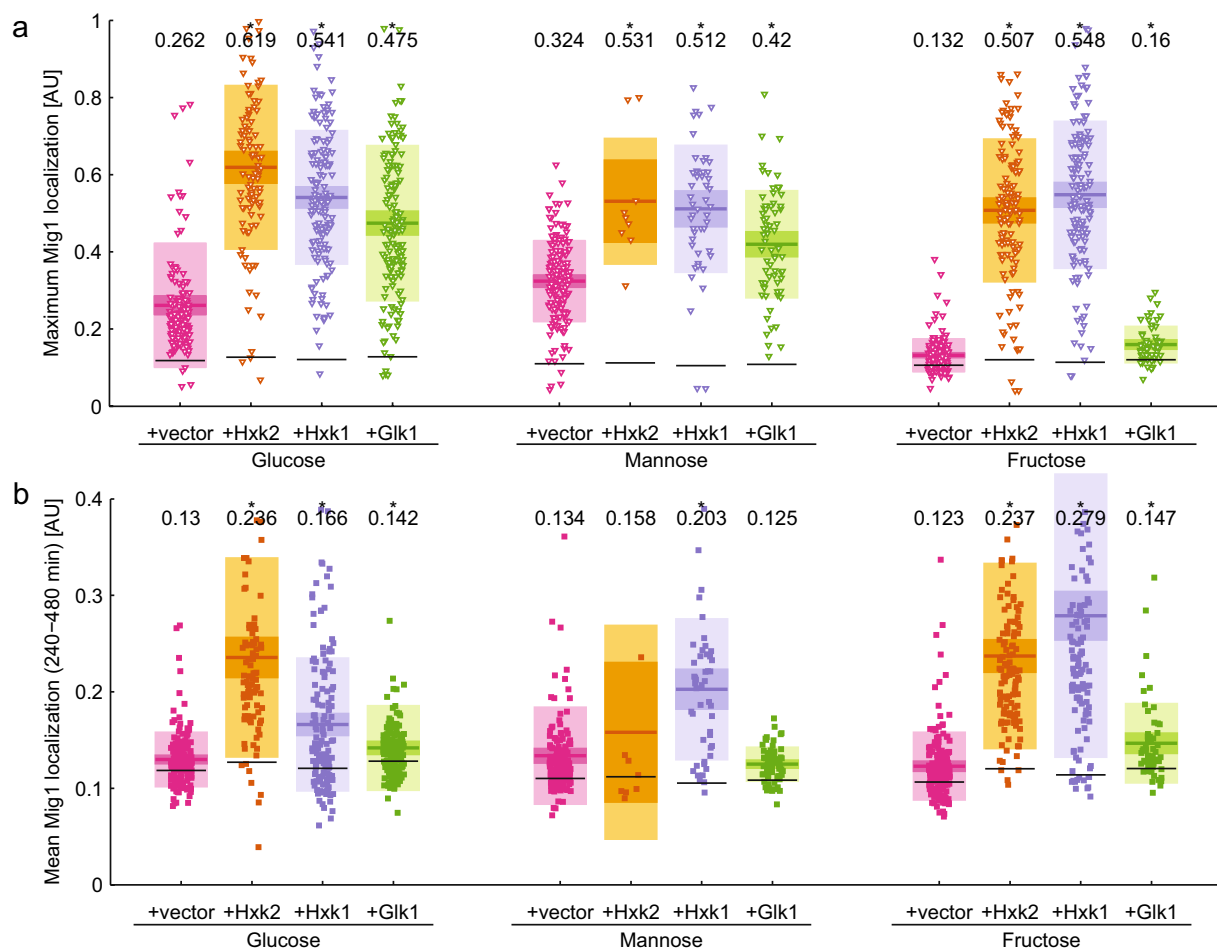 a
Maximum Mig1 localization [AU]
1
0.8
0.6
0.4
0.2
0
* * * * * * * * *
0.262 0.619 0.541 0.475 0.324 0.531 0.512 0.42 0.132 0.507 0.548 0.16
+vector +Hxk2 +Hxk1 +Glk1 +vector +Hxk2 +Hxk1 +Glk1 +vector +Hxk2 +Hxk1 +Glk1
Glucose Mannose Fructose
b
Mean Mig1 localization (240−480 min) [AU]
0.4
0.3
0.2
0.1
0
* * * * * * *
0.13 0.236 0.166 0.142 0.134 0.158 0.203 0.125 0.123 0.237 0.279 0.147
+vector +Hxk2 +Hxk1 +Glk1 +vector +Hxk2 +Hxk1 +Glk1 +vector +Hxk2 +Hxk1 +Glk1
Glucose Mannose Fructose